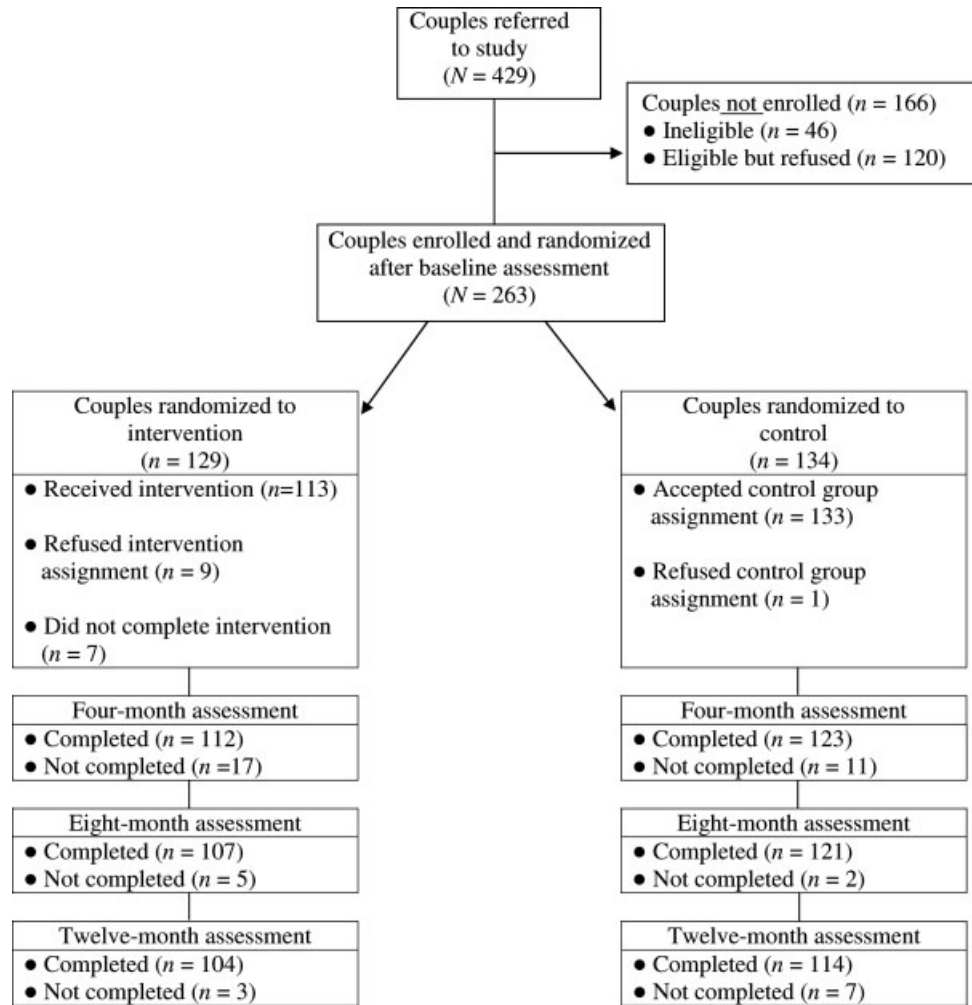 Couples referred
to study
(N = 429)
Couples not enrolled (n = 166)
● Ineligible (n = 46)
● Eligible but refused (n = 120)
Couples enrolled and randomized
after baseline assessment
(N = 263)
Couples randomized to
intervention
(n = 129)
● Received intervention (n=113)
● Refused intervention
assignment (n = 9)
● Did not complete intervention
(n = 7)
Four-month assessment
● Completed (n = 112)
● Not completed (n =17)
Eight-month assessment
● Completed (n = 107)
● Not completed (n = 5)
Twelve-month assessment
● Completed (n = 104)
● Not completed (n = 3)
Couples randomized to
control
(n = 134)
● Accepted control group
assignment (n = 133)
● Refused control group
assignment (n = 1)
Four-month assessment
● Completed (n = 123)
● Not completed (n = 11)
Eight-month assessment
● Completed (n = 121)
● Not completed (n = 2)
Twelve-month assessment
● Completed (n = 114)
● Not completed (n = 7)